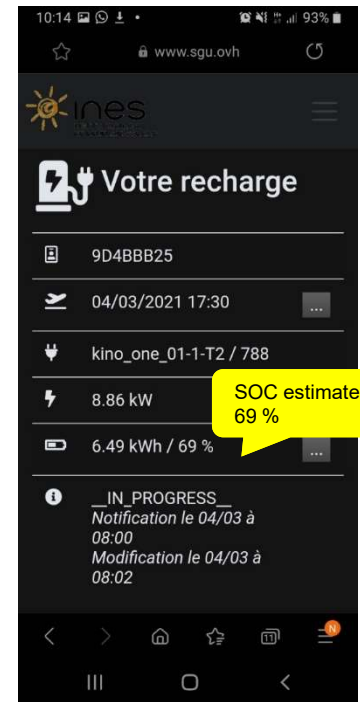 10:14 93%
www.sgu.ovh
ines
Votre recharge
9D4BBB25
04/03/2021 17:30
...
kino_one_01-1-T2 / 788
8.86 kW
SOC estimate
69 %
6.49 kWh / 69 %
...
__IN_PROGRESS__
Notification le 04/03 à
08:00
Modification le 04/03 à
08:02
11
N